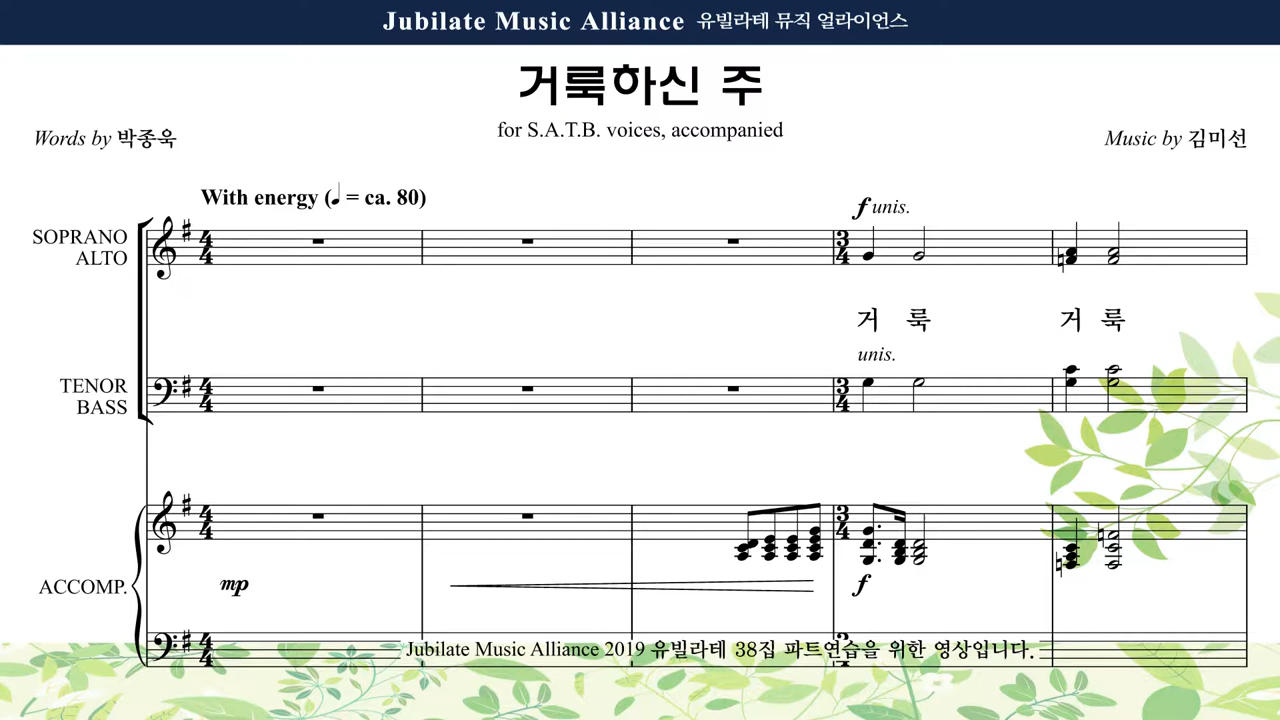 Jubilate Music Alliance 유빌라테 뮤직 얼라이언스
거룩하신 주
for S.A.T.B. voices, accompanied
Words by 박종욱
Music by 김미선
With energy (♩ = ca. 80)
f unis.
SOPRANO
ALTO
거 룩 거 룩
unis.
TENOR
BASS
ACCOMP.
mp
f
Jubilate Music Alliance 2019 유빌라테 38집 파트연습을 위한 영상입니다.